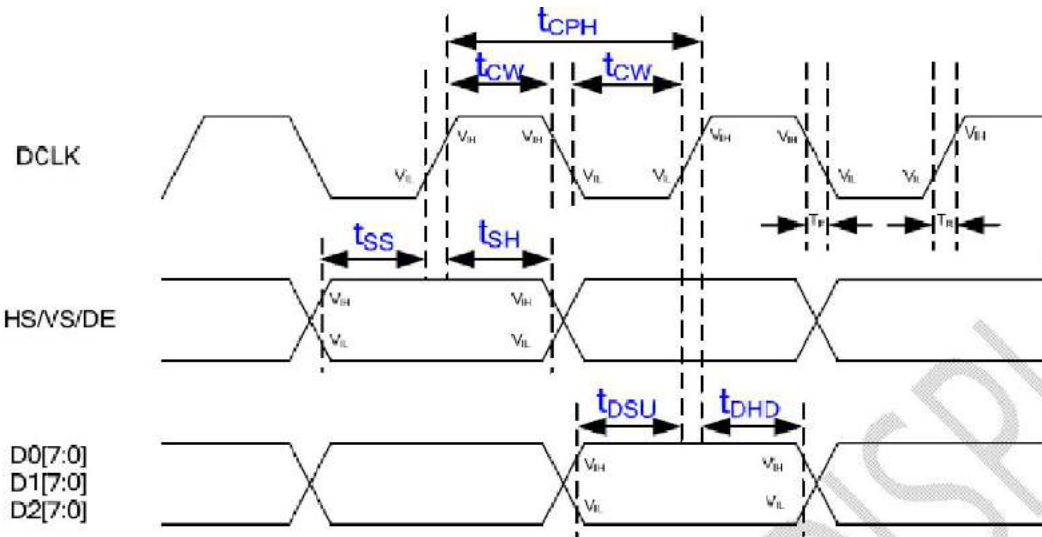 tCPH
tCW tCW
DCLK
VIH VIH VIH VIH VIH
VIL VIL VIL VIL VIL
TF TR
tSS tSH
HS/VS/DE
VIH VIH
VIL VIL
tDSU tDHD
D0[7:0]
D1[7:0]
D2[7:0]
VIH VIH
VIL VIL
DISPL